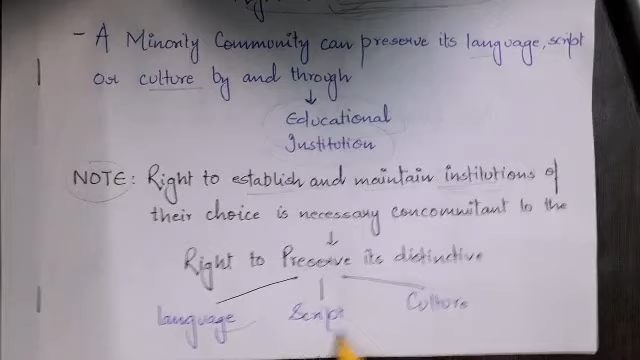 - A Minority Community can preserve its language, script
or culture by and through
↓
Educational
Institution
NOTE: Right to establish and maintain institutions of
their choice is necessary concommitant to the
↓
Right to Preserve its distinctive
language Script Culture